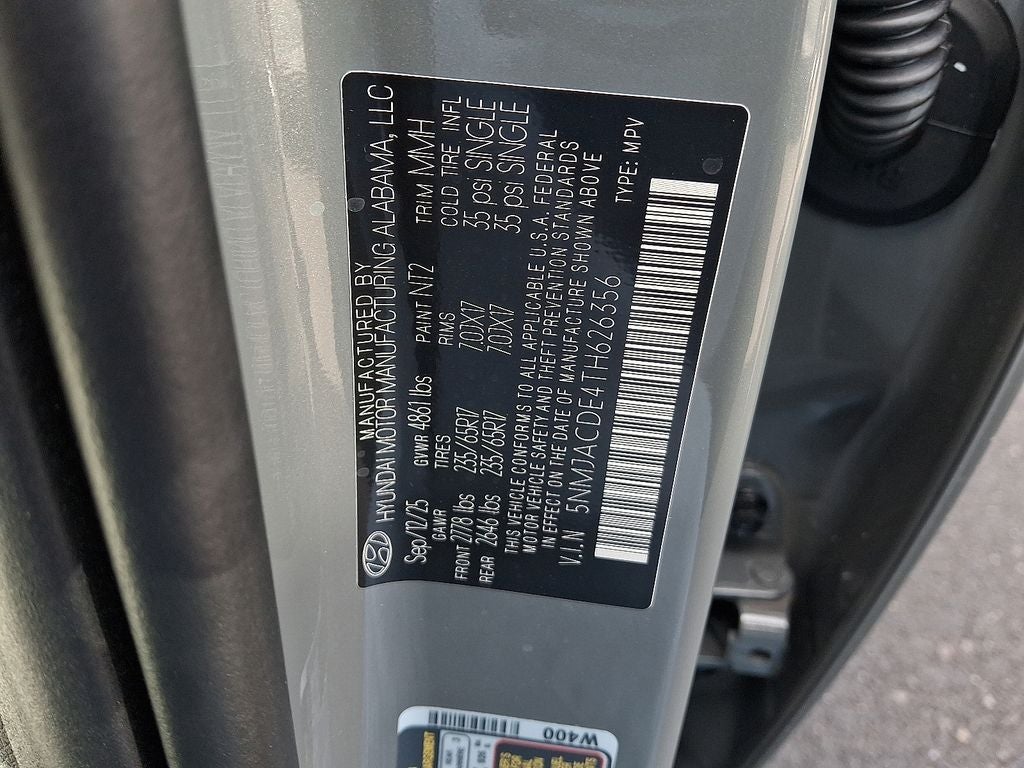 MANUFACTURED BY
HYUNDAI MOTOR MANUFACTURING ALABAMA, LLC
Sep/12/25 GVWR 4861 lbs PAINT NT2 TRIM MMH
GAWR TIRES RIMS COLD TIRE INFL
FRONT 2778 lbs 235/65R17 7.0JX17 35 psi SINGLE
REAR 2646 lbs 235/65R17 7.0JX17 35 psi SINGLE
THIS VEHICLE CONFORMS TO ALL APPLICABLE U.S.A. FEDERAL
MOTOR VEHICLE SAFETY AND THEFT PREVENTION STANDARDS
IN EFFECT ON THE DATE OF MANUFACTURE SHOWN ABOVE
V.I.N 5NMJACDE4TH626356 TYPE: MPV
W400